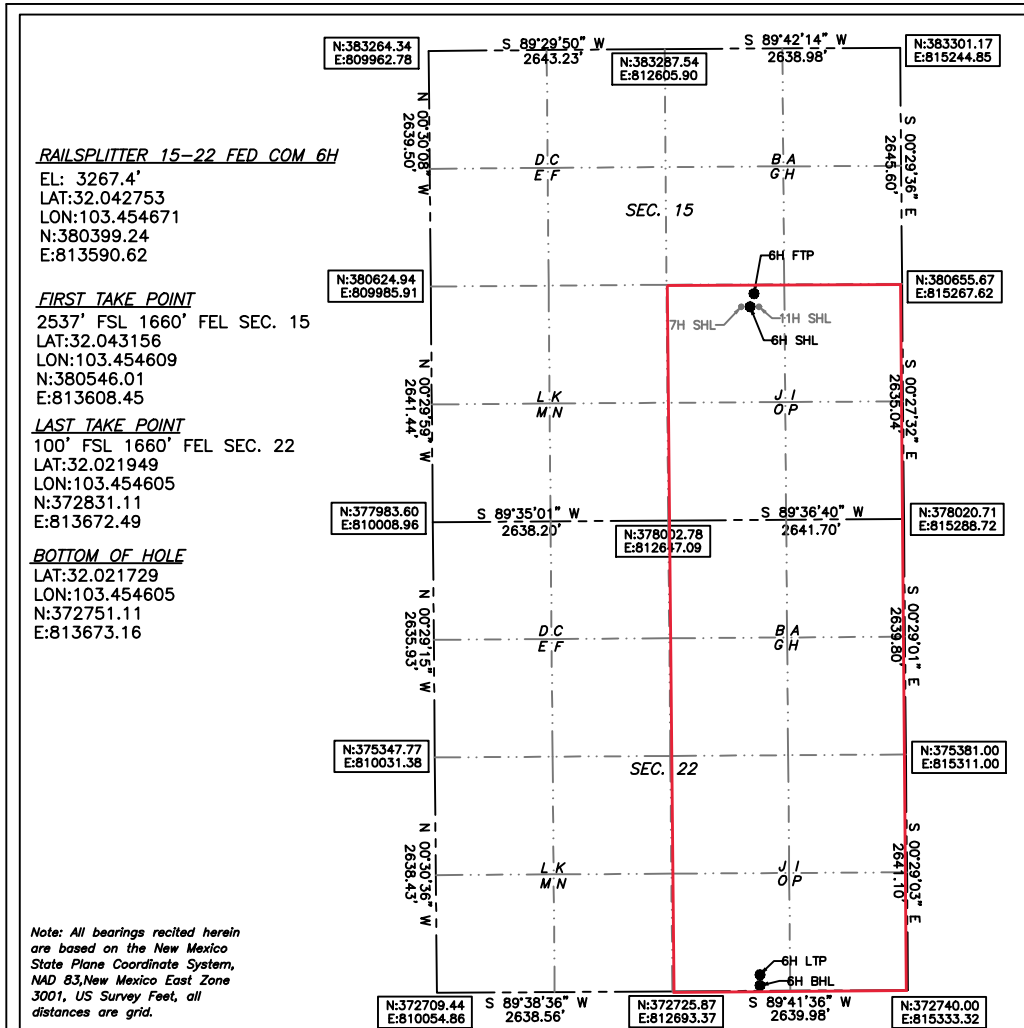 N:383264.34
E:809962.78
S 89°29'50" W
2643.23'
N:383287.54
E:812605.90
S 89°42'14" W
2638.98'
N:383301.17
E:815244.85
N 00°30'08" W
2639.50'
S 00°29'36" E
2645.60'
RAILSPLITTER 15-22 FED COM 6H
EL: 3267.4'
LAT:32.042753
LON:103.454671
N:380399.24
E:813590.62
D C
E F
B A
G H
SEC. 15
6H FTP
N:380624.94
E:809985.91
N:380655.67
E:815267.62
7H SHL
11H SHL
6H SHL
FIRST TAKE POINT
2537' FSL 1660' FEL SEC. 15
LAT:32.043156
LON:103.454609
N:380546.01
E:813608.45
N 00°29'59" W
2641.44'
S 00°27'32" E
2635.04'
L K
M N
J I
O P
LAST TAKE POINT
100' FSL 1660' FEL SEC. 22
LAT:32.021949
LON:103.454605
N:372831.11
E:813672.49
N:377983.60
E:810008.96
S 89°35'01" W
2638.20'
N:378002.78
E:812647.09
S 89°36'40" W
2641.70'
N:378020.71
E:815288.72
BOTTOM OF HOLE
LAT:32.021729
LON:103.454605
N:372751.11
E:813673.16
N 00°29'15" W
2635.93'
S 00°29'01" E
2639.80'
D C
E F
B A
G H
N:375347.77
E:810031.38
SEC. 22
N:375381.00
E:815311.00
N 00°30'36" W
2638.43'
S 00°29'03" E
2641.10'
L K
M N
J I
O P
Note: All bearings recited herein
are based on the New Mexico
State Plane Coordinate System,
NAD 83,New Mexico East Zone
3001, US Survey Feet, all
distances are grid.
6H LTP
6H BHL
N:372709.44
E:810054.86
S 89°38'36" W
2638.56'
N:372725.87
E:812693.37
S 89°41'36" W
2639.98'
N:372740.00
E:815333.32